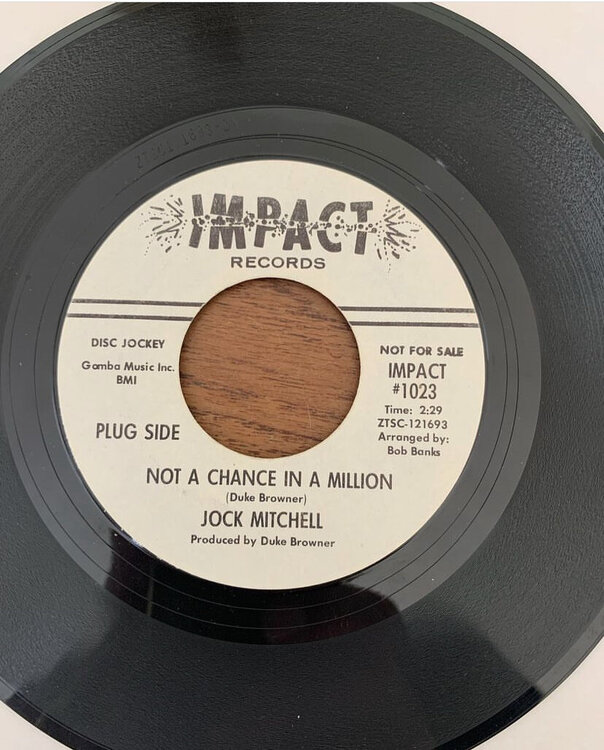 IMPACT
RECORDS
DISC JOCKEY
Gomba Music Inc.
BMI
PLUG SIDE
NOT FOR SALE
IMPACT
#1023
Time: 2:29
ZTSC-121693
Arranged by:
Bob Banks
NOT A CHANCE IN A MILLION
(Duke Browner)
JOCK MITCHELL
Produced by Duke Browner